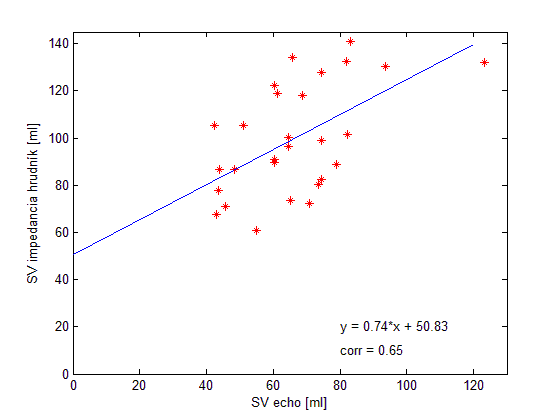 140
120
100
80
60
40
20
0
SV impedancia hrudník [ml]
y = 0.74*x + 50.83
corr = 0.65
0 20 40 60 80 100 120
SV echo [ml]